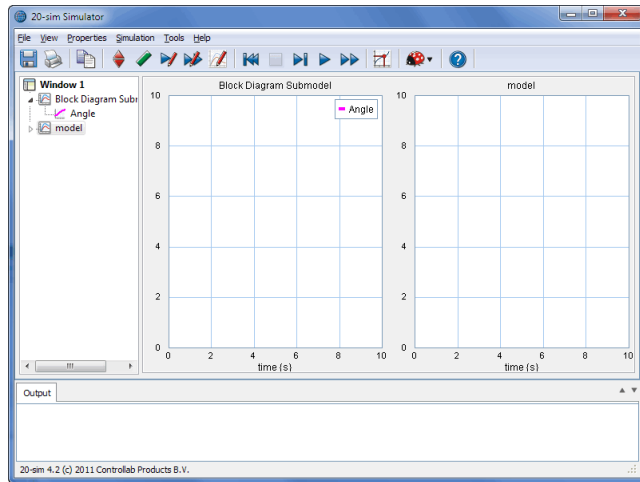 20-sim Simulator
File View Properties Simulation Tools Help
Window 1
Block Diagram Subr
Angle
model
Block Diagram Submodel
Angle
10
8
6
4
2
0
0 2 4 6 8 10
time (s)
model
10
8
6
4
2
0
0 2 4 6 8 10
time (s)
Output
20-sim 4.2 (c) 2011 Controllab Products B.V.